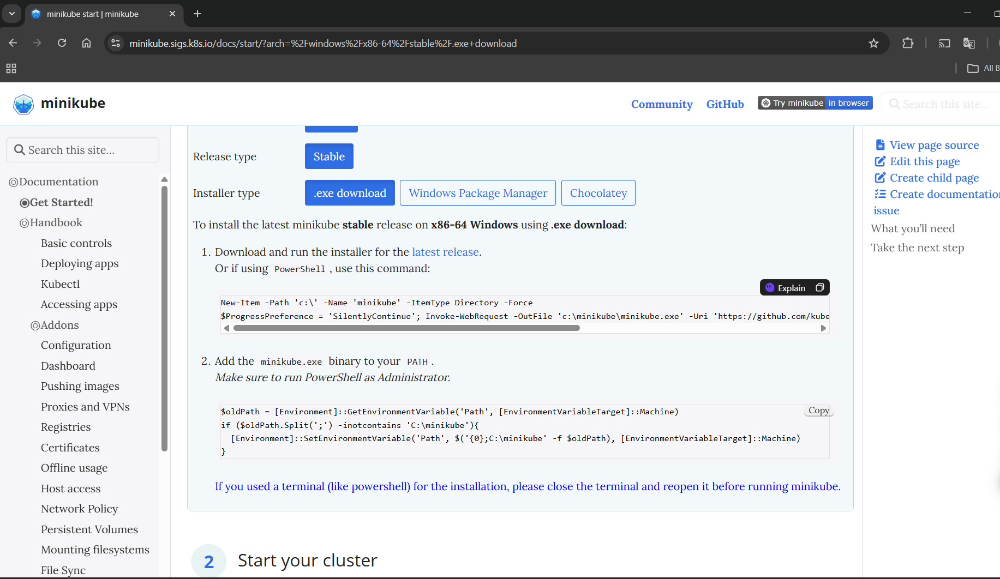 minikube start | minikube
minikube.sigs.k8s.io/docs/start/?arch=%2Fwindows%2Fx86-64%2Fstable%2F.exe+download
All B
minikube
Community
GitHub
Try minikube in browser
Search this site...
Search this site...
Documentation
Get Started!
Handbook
Basic controls
Deploying apps
Kubectl
Accessing apps
Addons
Configuration
Dashboard
Pushing images
Proxies and VPNs
Registries
Certificates
Offline usage
Host access
Network Policy
Persistent Volumes
Mounting filesystems
File Sync
Release type
Stable
Installer type
.exe download
Windows Package Manager
Chocolatey
To install the latest minikube stable release on x86-64 Windows using .exe download:
1. Download and run the installer for the latest release.
Or if using PowerShell , use this command:
Explain
New-Item -Path 'c:\' -Name 'minikube' -ItemType Directory -Force
$ProgressPreference = 'SilentlyContinue'; Invoke-WebRequest -OutFile 'c:\minikube\minikube.exe' -Uri 'https://github.com/kube
2. Add the minikube.exe binary to your PATH .
Make sure to run PowerShell as Administrator.
Copy
$oldPath = [Environment]::GetEnvironmentVariable('Path', [EnvironmentVariableTarget]::Machine)
if ($oldPath.Split(';') -inotcontains 'C:\minikube'){
[Environment]::SetEnvironmentVariable('Path', $('{0};C:\minikube' -f $oldPath), [EnvironmentVariableTarget]::Machine)
}
If you used a terminal (like powershell) for the installation, please close the terminal and reopen it before running minikube.
2 Start your cluster
View page source
Edit this page
Create child page
Create documentation
issue
What you'll need
Take the next step